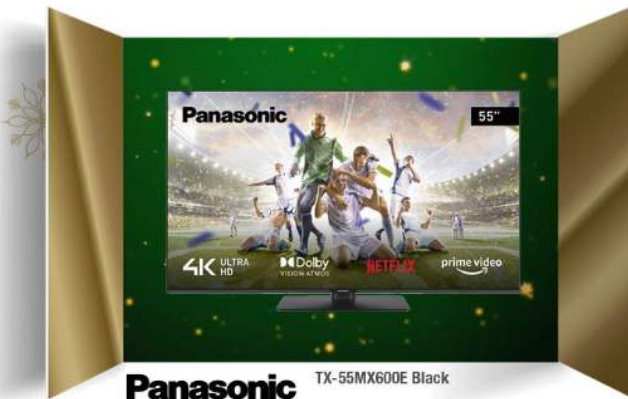 Panasonic
55"
4K ULTRA HD
Dolby
VISION·ATMOS
NETFLIX
prime video
Panasonic TX-55MX600E Black